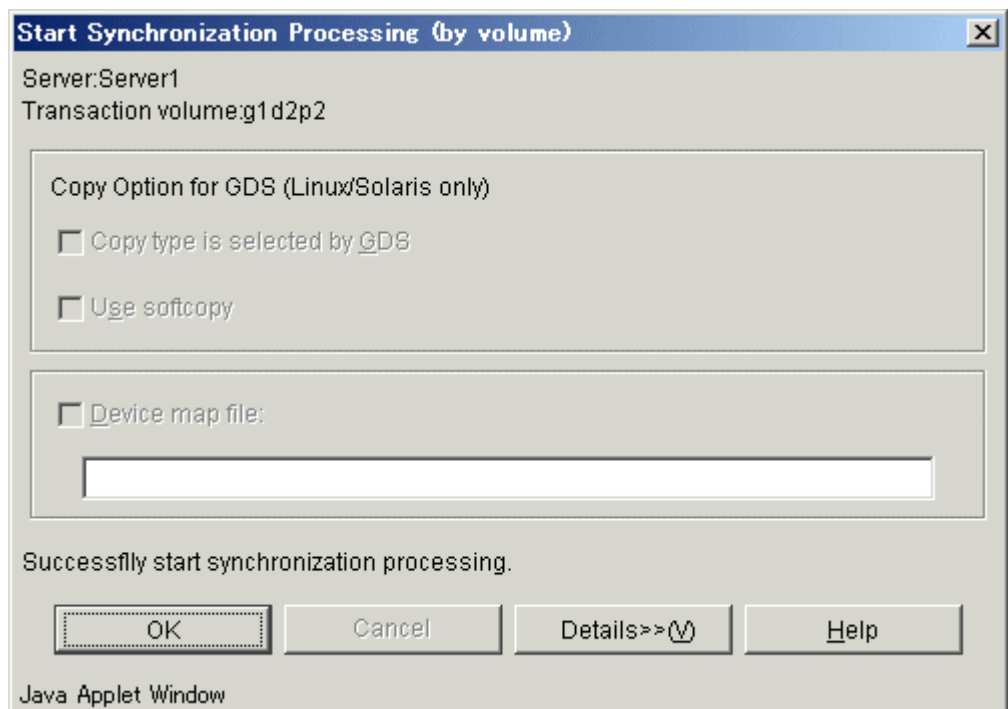 Start Synchronization Processing (by volume)
Server:Server1
Transaction volume:g1d2p2
Copy Option for GDS (Linux/Solaris only)
Copy type is selected by GDS
Use softcopy
Device map file:
Successflly start synchronization processing.
OK Cancel Details>>(V) Help
Java Applet Window